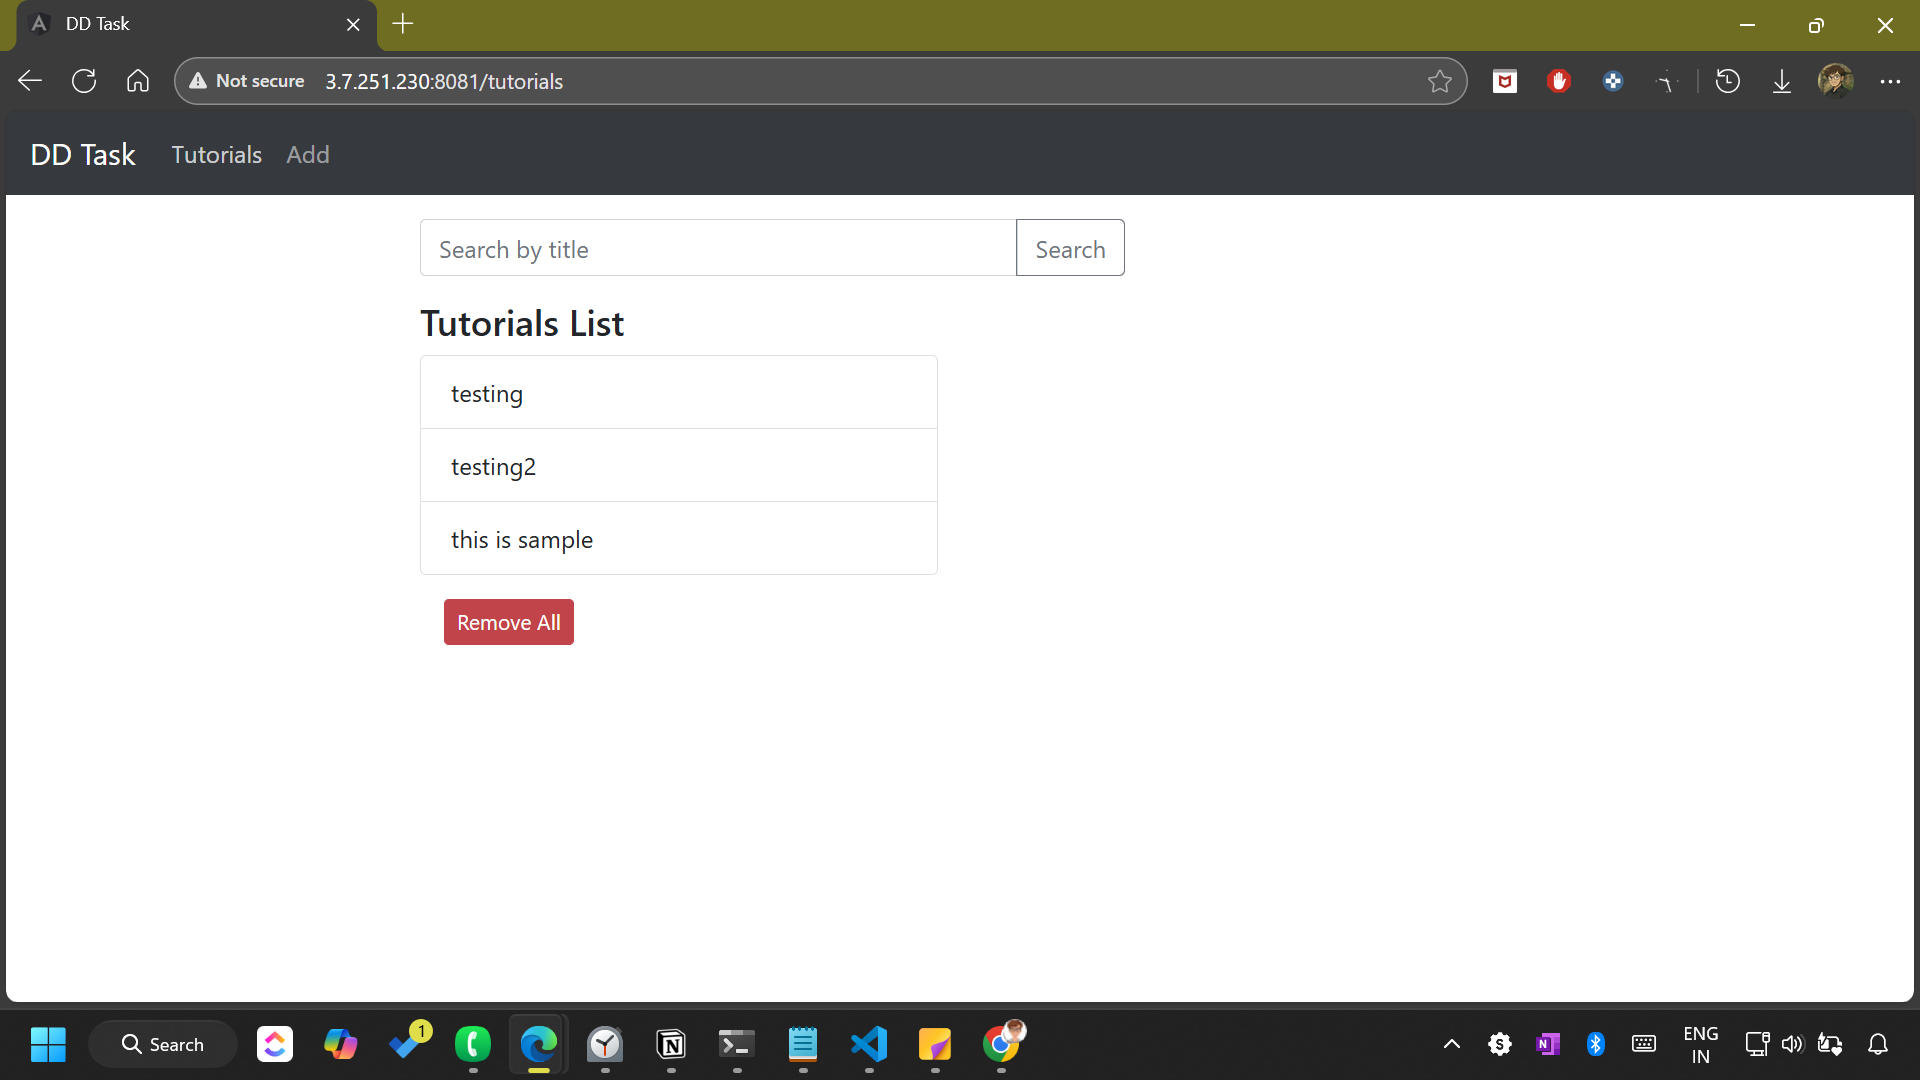 DD Task
Not secure 3.7.251.230:8081/tutorials
DD Task Tutorials Add
Search by title Search
Tutorials List
testing
testing2
this is sample
Remove All
Search
1
ENG
IN